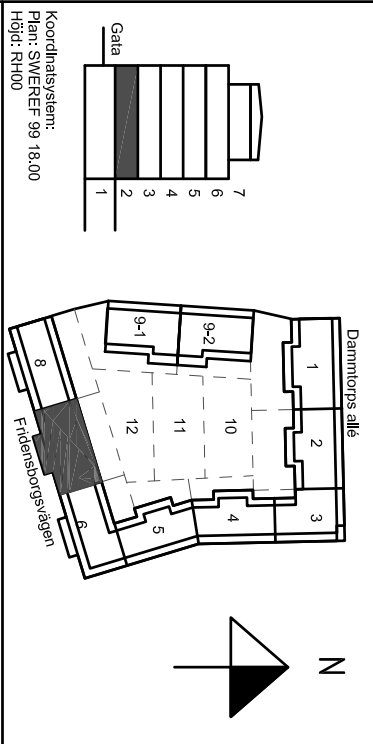 Gata
1
2
3
4
5
6
7
Koordinatsystem:
Plan: SWEREF 99 18.00
Höjd: RH00
Dammtorps allé
1
2
3
9-1
9-2
10
11
12
4
5
6
8
Fridensborgsvägen
N